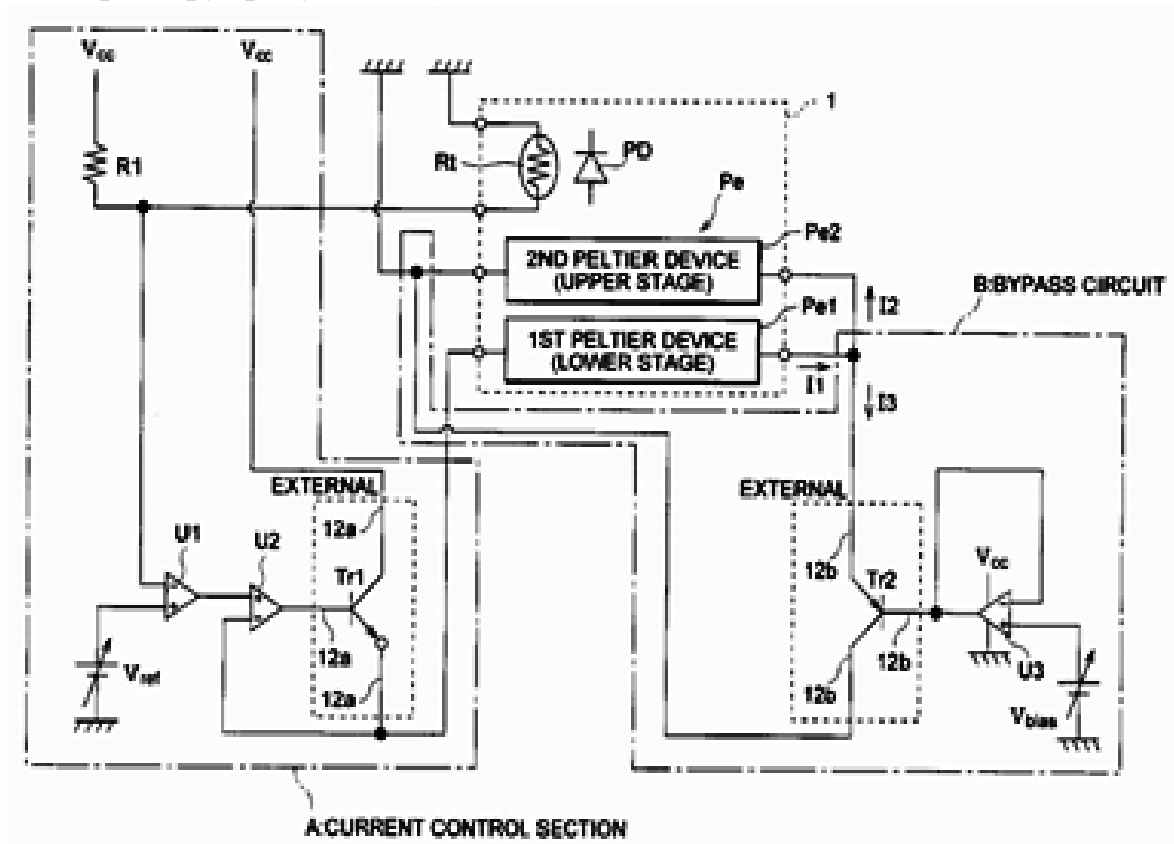 Vcc
Vcc
1
R1
Rt
PD
Pe
Pe2
2ND PELTIER DEVICE
(UPPER STAGE)
B:BYPASS CIRCUIT
I2
Pe1
1ST PELTIER DEVICE
(LOWER STAGE)
I1
I3
EXTERNAL
EXTERNAL
12a
U1
U2
Tr1
12b
Tr2
Vcc
12a
12b
U3
Vref
12a
12b
Vbias
A:CURRENT CONTROL SECTION